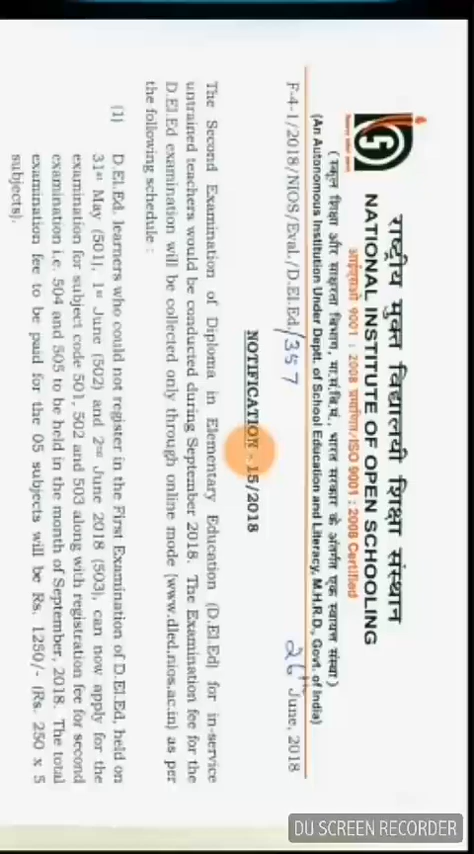 राष्ट्रीय मुक्त विद्यालयी शिक्षा संस्थान
NATIONAL INSTITUTE OF OPEN SCHOOLING
आईएसओ 9001 : 2008 प्रमाणित/ISO 9001 : 2008 Certified
(स्कूल शिक्षा और साक्षरता विभाग, मा.सं.वि.मं., भारत सरकार के अंतर्गत एक स्वायत्त संस्था)
(An Autonomous Institution Under Deptt. of School Education and Literacy, M.H.R.D., Govt. of India)
F-4-1/2018/NIOS/Eval./D.El.Ed./357 26th June, 2018
NOTIFICATION - 15/2018
The Second Examination of Diploma in Elementary Education (D.El.Ed) for in-service
untrained teachers would be conducted during September 2018. The Examination fee for the
D.El.Ed examination will be collected only through online mode (www.dled.nios.ac.in) as per
the following schedule :
(1) D.El.Ed. learners who could not register in the First Examination of D.El.Ed, held on
31st May (501), 1st June (502) and 2nd June 2018 (503), can now apply for the
examination for subject code 501, 502 and 503 along with registration fee for second
examination i.e. 504 and 505 to be held in the month of September, 2018. The total
examination fee to be paid for the 05 subjects will be Rs. 1250/- (Rs. 250 x 5
subjects).
DU SCREEN RECORDER